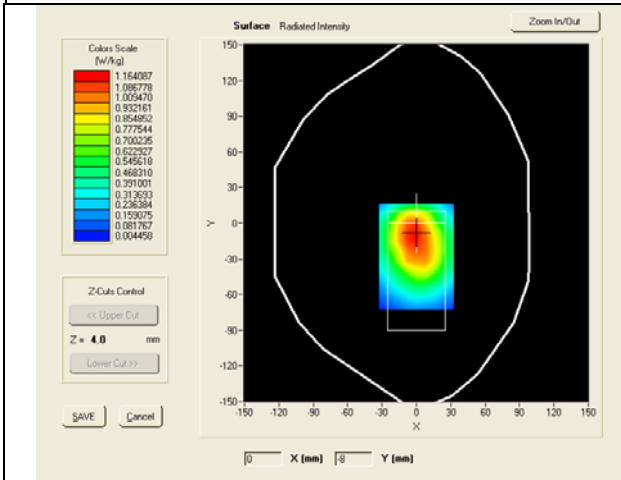 Surface Radiated Intensity
Zoom In/Out
Colors Scale
(W/kg)
1.164087
1.086778
1.009470
0.932161
0.854852
0.777544
0.700235
0.622927
0.545618
0.468310
0.391001
0.313693
0.236384
0.159075
0.081767
0.004458
Z-Cuts Control
<< Upper Cut
Z = 4.0 mm
Lower Cut >>
SAVE Cancel
150-
120-
90-
60-
30-
0-
-30-
-60-
-90-
-120-
-150-
Y
-150 -120 -90 -60 -30 0 30 60 90 120 150
X
0 X (mm) -8 Y (mm)